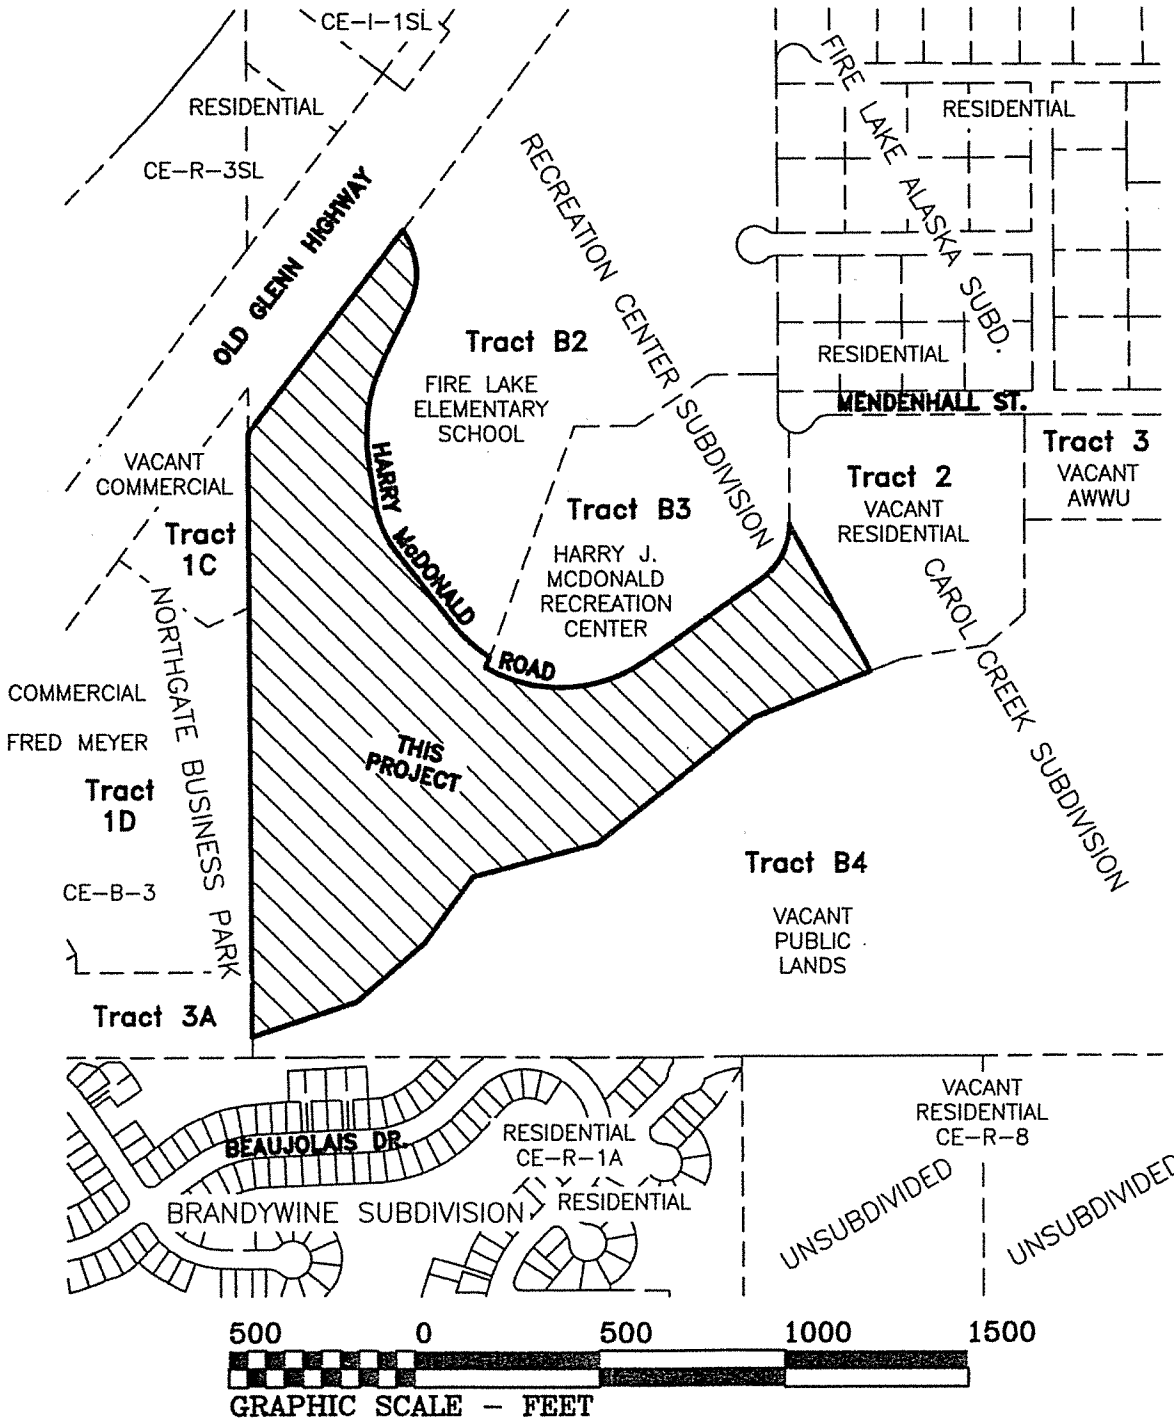 CE-I-1SL
RESIDENTIAL
CE-R-3SL
OLD GLENN HIGHWAY
RECREATION CENTER SUBDIVISION
FIRE LAKE ALASKA SUBD.
RESIDENTIAL
RESIDENTIAL
MENDENHALL ST.
Tract B2
FIRE LAKE
ELEMENTARY
SCHOOL
HARRY McDONALD ROAD
VACANT
COMMERCIAL
Tract
1C
Tract B3
HARRY J.
MCDONALD
RECREATION
CENTER
Tract 2
VACANT
RESIDENTIAL
Tract 3
VACANT
AWWU
CAROL CREEK SUBDIVISION
NORTHGATE BUSINESS PARK
COMMERCIAL
FRED MEYER
Tract
1D
CE-B-3
THIS
PROJECT
Tract B4
VACANT
PUBLIC
LANDS
Tract 3A
BEAUJOLAIS DR.
RESIDENTIAL
CE-R-1A
RESIDENTIAL
BRANDYWINE SUBDIVISION
VACANT
RESIDENTIAL
CE-R-8
UNSUBDIVIDED
UNSUBDIVIDED
500 0 500 1000 1500
GRAPHIC SCALE - FEET